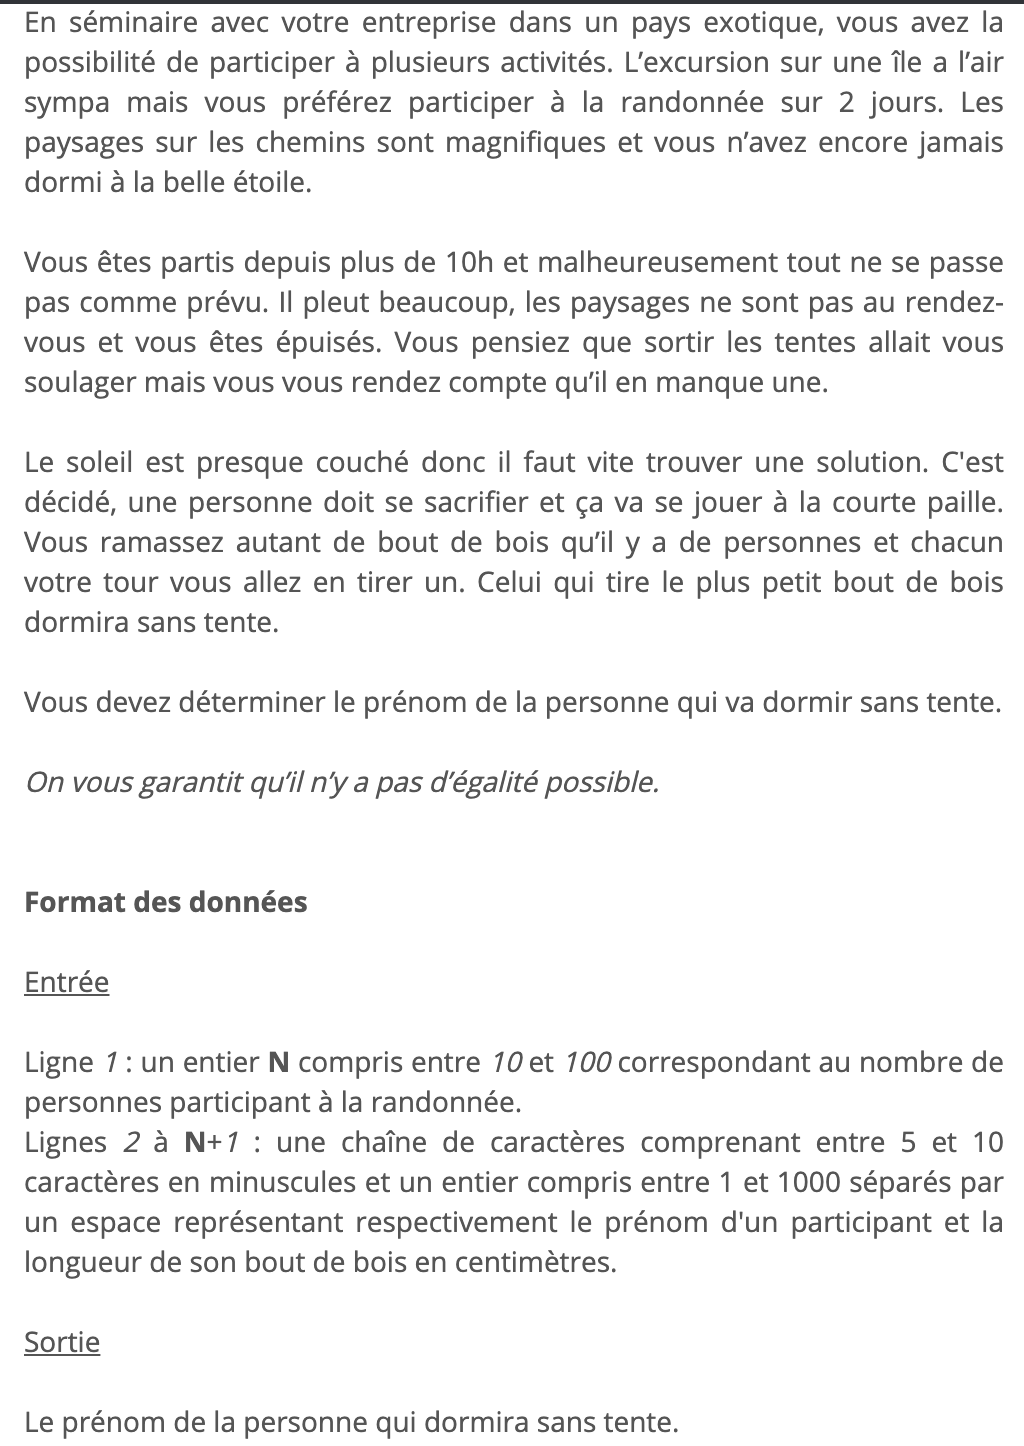 En séminaire avec votre entreprise dans un pays exotique, vous avez la
possibilité de participer à plusieurs activités. L’excursion sur une île a l’air
sympa mais vous préférez participer à la randonnée sur 2 jours. Les
paysages sur les chemins sont magnifiques et vous n’avez encore jamais
dormi à la belle étoile.
Vous êtes partis depuis plus de 10h et malheureusement tout ne se passe
pas comme prévu. Il pleut beaucoup, les paysages ne sont pas au rendez-
vous et vous êtes épuisés. Vous pensiez que sortir les tentes allait vous
soulager mais vous vous rendez compte qu’il en manque une.
Le soleil est presque couché donc il faut vite trouver une solution. C'est
décidé, une personne doit se sacrifier et ça va se jouer à la courte paille.
Vous ramassez autant de bout de bois qu’il y a de personnes et chacun
votre tour vous allez en tirer un. Celui qui tire le plus petit bout de bois
dormira sans tente.
Vous devez déterminer le prénom de la personne qui va dormir sans tente.
On vous garantit qu’il n’y a pas d’égalité possible.
Format des données
Entrée
Ligne 1 : un entier N compris entre 10 et 100 correspondant au nombre de
personnes participant à la randonnée.
Lignes 2 à N+1 : une chaîne de caractères comprenant entre 5 et 10
caractères en minuscules et un entier compris entre 1 et 1000 séparés par
un espace représentant respectivement le prénom d'un participant et la
longueur de son bout de bois en centimètres.
Sortie
Le prénom de la personne qui dormira sans tente.